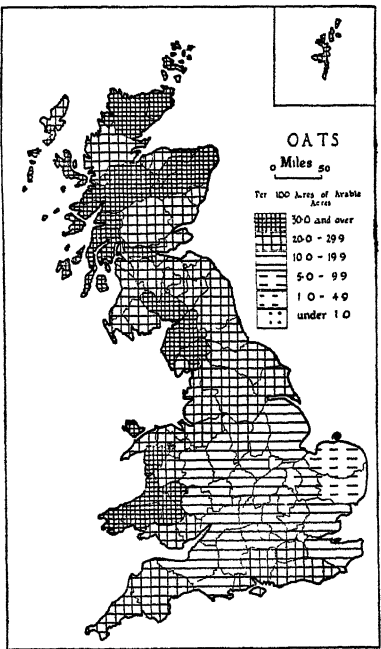 OATS
0 Miles 50
Per 100 Acres of Arable
Acres
30·0 and over
20·0 - 29·9
10·0 - 19·9
5·0 - 9·9
1·0 - 4·9
under 1·0